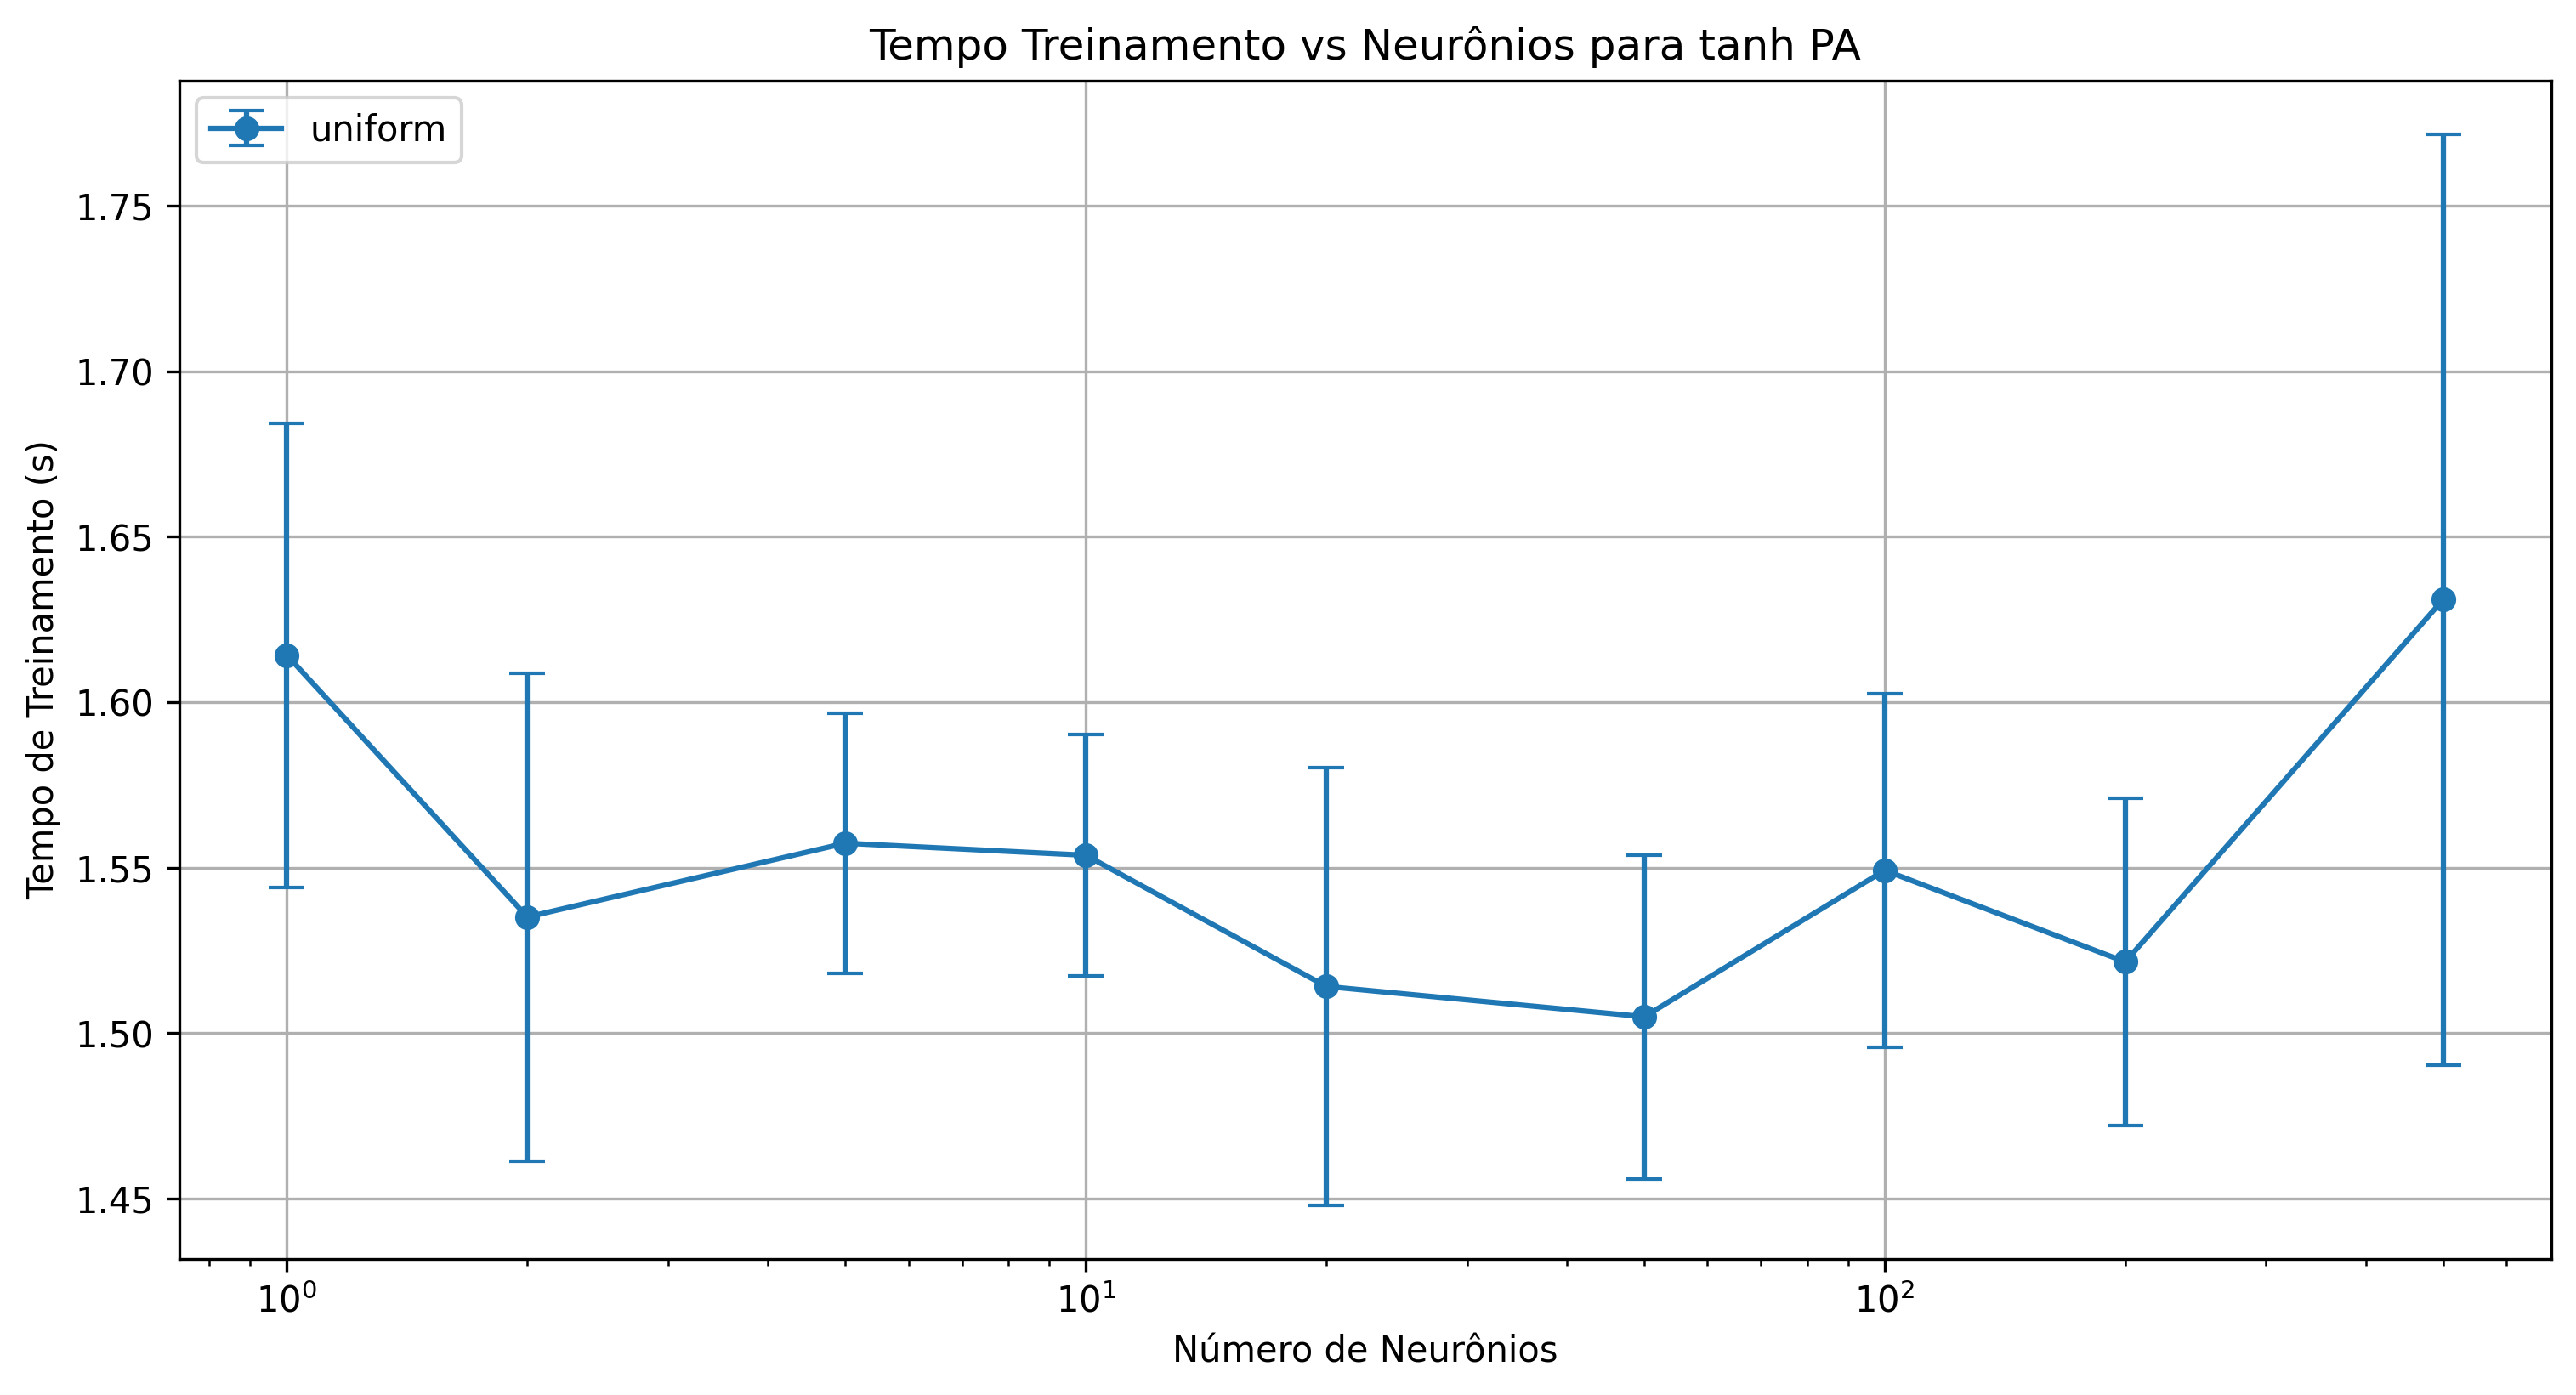 Tempo Treinamento vs Neurônios para tanh PA
uniform
Tempo de Treinamento (s)
1.75
1.70
1.65
1.60
1.55
1.50
1.45
10⁰ 10¹ 10²
Número de Neurônios